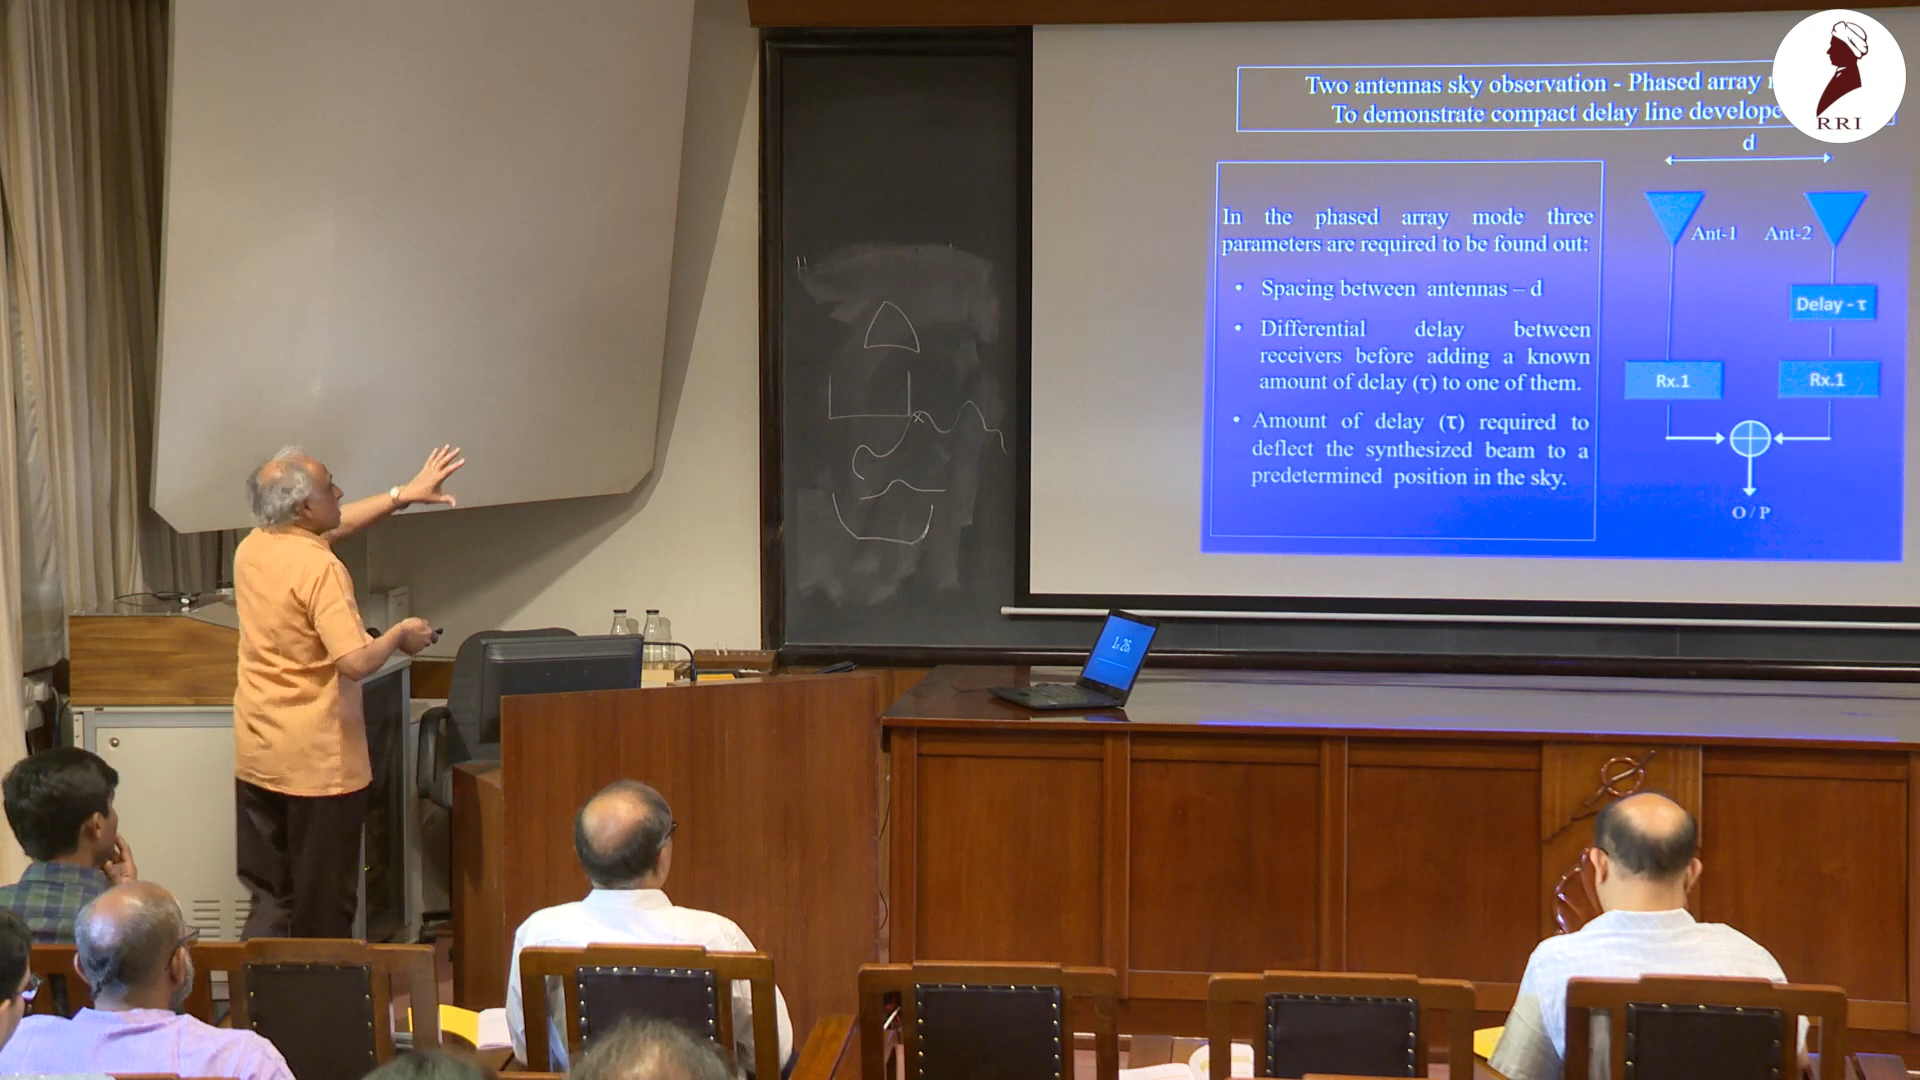 Two antennas sky observation - Phased array
To demonstrate compact delay line
RRI
d
In the phased array mode three
parameters are required to be found out:
• Spacing between antennas – d
• Differential delay between
receivers before adding a known
amount of delay (τ) to one of them.
• Amount of delay (τ) required to
deflect the synthesized beam to a
predetermined position in the sky.
Ant-1 Ant-2
Delay - τ
Rx.1 Rx.1
O / P